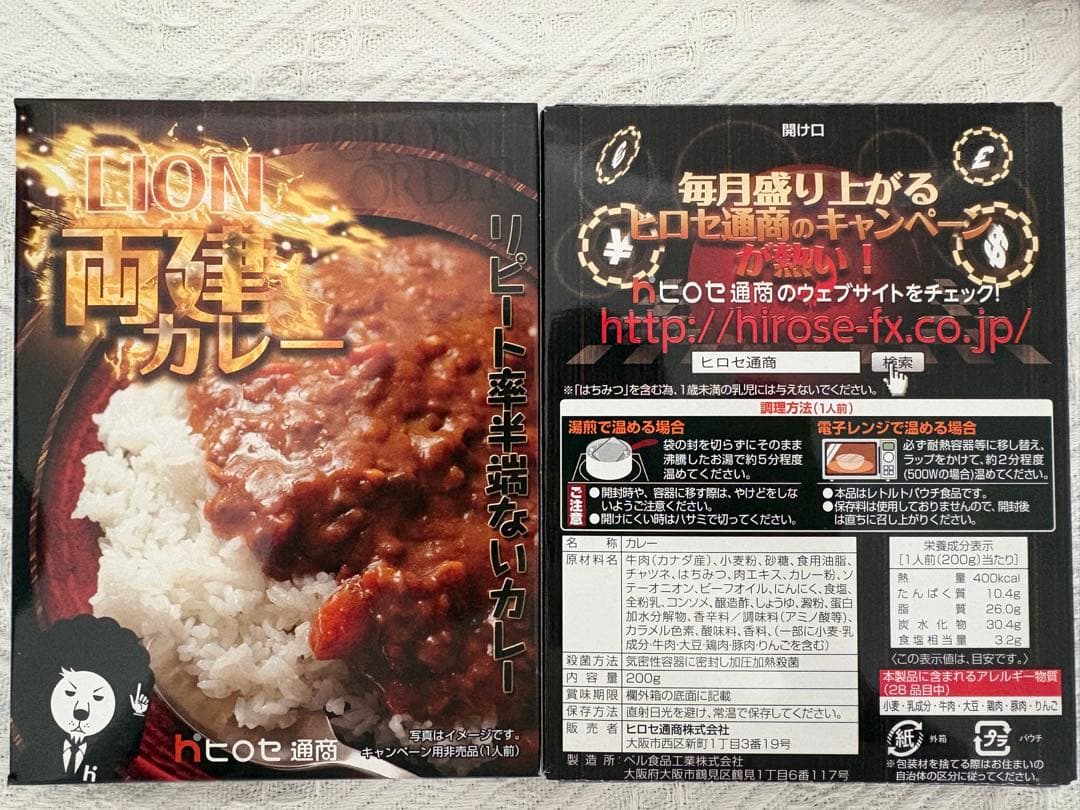 LION
両建
カレー
リピート率半端ないカレー
写真はイメージです。
キャンペーン用非売品(1人前)
ヒロセ通商
開け口
毎月盛り上がる
ヒロセ通商のキャンペーン
が熱い!
ヒロセ通商のウェブサイトをチェック!
http://hirose-fx.co.jp/
ヒロセ通商 検索
※「はちみつ」を含む為、1歳未満の乳児には与えないでください。
調理方法(1人前)
湯煎で温める場合
袋の封を切らずにそのまま
沸騰したお湯で約5分程度
温めてください。
電子レンジで温める場合
必ず耐熱容器等に移し替え、
ラップをかけて、約2分程度
(500Wの場合)温めてください。
ご注意
●開封時や、容器に移す際は、やけどをしな
いようご注意ください。
●開けにくい時はハサミで切ってください。
●本品はレトルトパウチ食品です。
●保存料は使用しておりませんので、開封後
は直ちに召し上がりください。
名称 カレー
原材料名 牛肉(カナダ産)、小麦粉、砂糖、食用油脂、
チャツネ、はちみつ、肉エキス、カレー粉、ソ
テーオニオン、ビーフオイル、にんにく、食塩、
全粉乳、コンソメ、醸造酢、しょうゆ、澱粉、蛋白
加水分解物、香辛料/調味料(アミノ酸等)、
カラメル色素、酸味料、香料、(一部に小麦・乳
成分・牛肉・大豆・鶏肉・豚肉・りんごを含む)
殺菌方法 気密性容器に密封し加圧加熱殺菌
内容量 200g
賞味期限 欄外箱の底面に記載
保存方法 直射日光を避け、常温で保存してください。
販売者 ヒロセ通商株式会社
大阪市西区新町1丁目3番19号
製造所:ベル食品工業株式会社
大阪府大阪市鶴見区鶴見1丁目6番117号
栄養成分表示
[1人前(200g)当たり]
熱量 400kcal
たんぱく質 10.4g
脂質 26.0g
炭水化物 30.4g
食塩相当量 3.2g
〈この表示値は、目安です。〉
本製品に含まれるアレルギー物質
(28品目中)
小麦・乳成分・牛肉・大豆・鶏肉・豚肉・りんご
紙 外箱
プラ パウチ
※包装材を捨てる際はお住まいの
自治体の区分に従ってください。